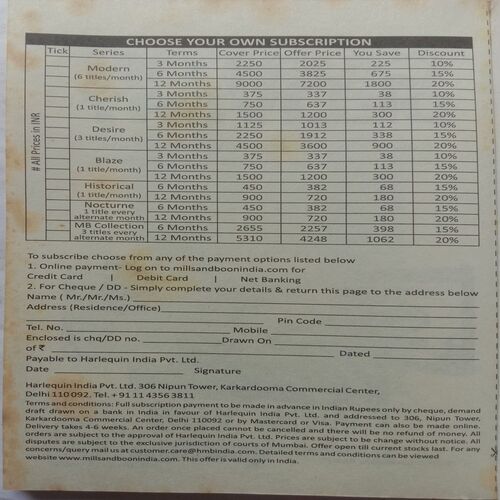 CHOOSE YOUR OWN SUBSCRIPTION
Tick Series Terms Cover Price Offer Price You Save Discount
# All Prices in INR
Modern (6 titles/month)
3 Months 2250 2025 225 10%
6 Months 4500 3825 675 15%
12 Months 9000 7200 1800 20%
Cherish (1 title/month)
3 Months 375 337 38 10%
6 Months 750 637 113 15%
12 Months 1500 1200 300 20%
Desire (3 titles/month)
3 Months 1125 1013 112 10%
6 Months 2250 1912 338 15%
12 Months 4500 3600 900 20%
Blaze (1 title/month)
3 Months 375 337 38 10%
6 Months 750 637 113 15%
12 Months 1500 1200 300 20%
Historical (1 title/month)
6 Months 450 382 68 15%
12 Months 900 720 180 20%
Nocturne 1 title every alternate month
6 Months 450 382 68 15%
12 Months 900 720 180 20%
MB Collection 3 titles every alternate month
6 Months 2655 2257 398 15%
12 Months 5310 4248 1062 20%
To subscribe choose from any of the payment options listed below
1. Online payment- Log on to millsandboonindia.com for
Credit Card | Debit Card | Net Banking
2. For Cheque / DD - Simply complete your details & return this page to the address below
Name ( Mr./Mr./Ms.)
Address (Residence/Office)
Pin Code
Tel. No. Mobile
Enclosed is chq/DD no. Drawn On
of ₹ Dated
Payable to Harlequin India Pvt. Ltd.
Date Signature
Harlequin India Pvt. Ltd. 306 Nipun Tower, Karkardooma Commercial Center,
Delhi 110 092. Tel. +91 11 4356 3811
Terms and conditions: Full subscription payment to be made in advance in Indian Rupees only by cheque, demand
draft drawn on a bank in India in favour of Harlequin India Pvt. Ltd. and addressed to 306, Nipun Tower,
Karkardooma Commercial Center, Delhi 110092 or by Mastercard or Visa. Payment can also be made online.
Delivery takes 4-6 weeks. An order once placed cannot be cancelled and there will be no refund of money. All
orders are subject to the approval of Harlequin India Pvt. Ltd. Prices are subject to be change without notice. All
disputes are subject to the exclusive jurisdiction of courts of Mumbai. Offer open till current stocks last. For any
concerns/query mail us at customer.care@hmbindia.com. Detailed terms and conditions can be viewed
website www.millsandboonindia.com. This offer is valid only in India.